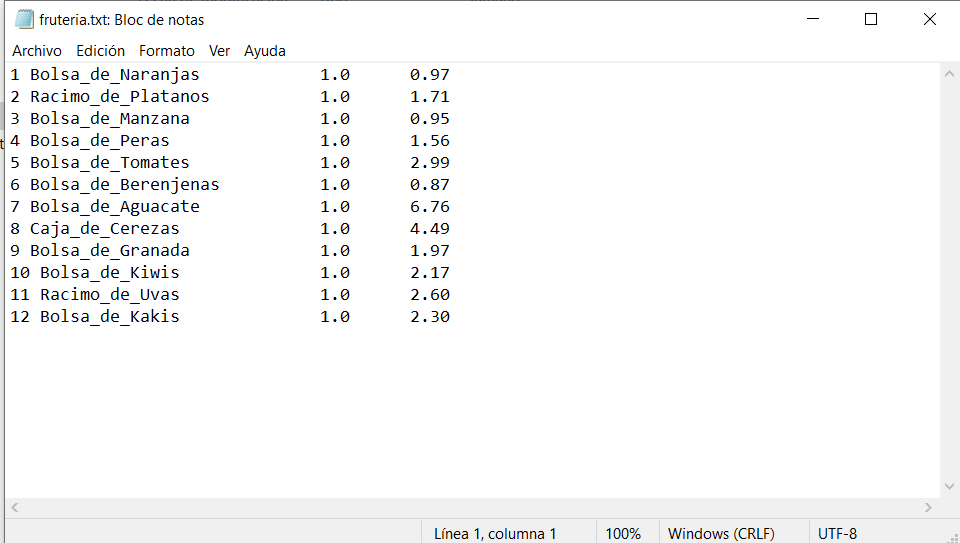 fruteria.txt: Bloc de notas
Archivo Edición Formato Ver Ayuda
1 Bolsa_de_Naranjas 1.0 0.97
2 Racimo_de_Platanos 1.0 1.71
3 Bolsa_de_Manzana 1.0 0.95
4 Bolsa_de_Peras 1.0 1.56
5 Bolsa_de_Tomates 1.0 2.99
6 Bolsa_de_Berenjenas 1.0 0.87
7 Bolsa_de_Aguacate 1.0 6.76
8 Caja_de_Cerezas 1.0 4.49
9 Bolsa_de_Granada 1.0 1.97
10 Bolsa_de_Kiwis 1.0 2.17
11 Racimo_de_Uvas 1.0 2.60
12 Bolsa_de_Kakis 1.0 2.30
Línea 1, columna 1 100% Windows (CRLF) UTF-8